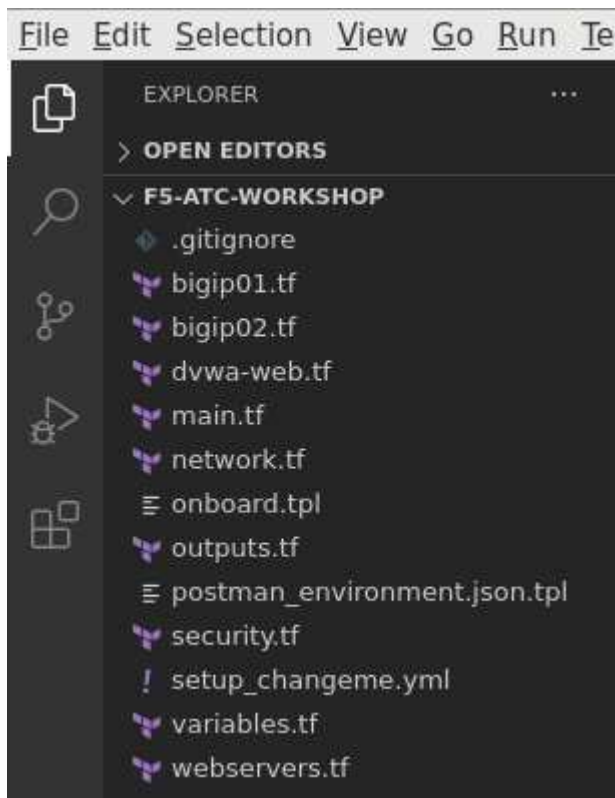 File Edit Selection View Go Run Te
EXPLORER ...
OPEN EDITORS
F5-ATC-WORKSHOP
.gitignore
bigip01.tf
bigip02.tf
dvwa-web.tf
main.tf
network.tf
onboard.tpl
outputs.tf
postman_environment.json.tpl
security.tf
! setup_changeme.yml
variables.tf
webservers.tf